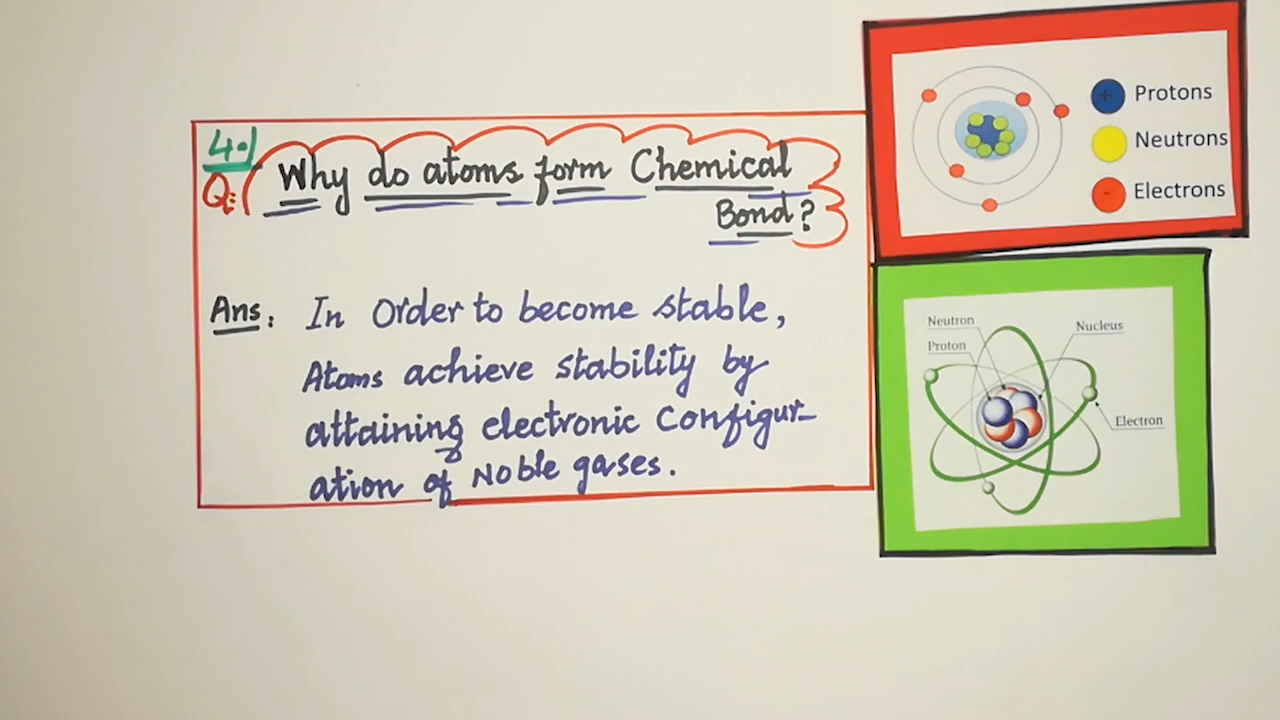 4.1
Q: Why do atoms form Chemical
Bond?
Ans: In Order to become stable,
Atoms achieve stability by
attaining electronic Configur-
ation of Noble gases.
+ Protons
Neutrons
- Electrons
Neutron
Proton
Nucleus
Electron